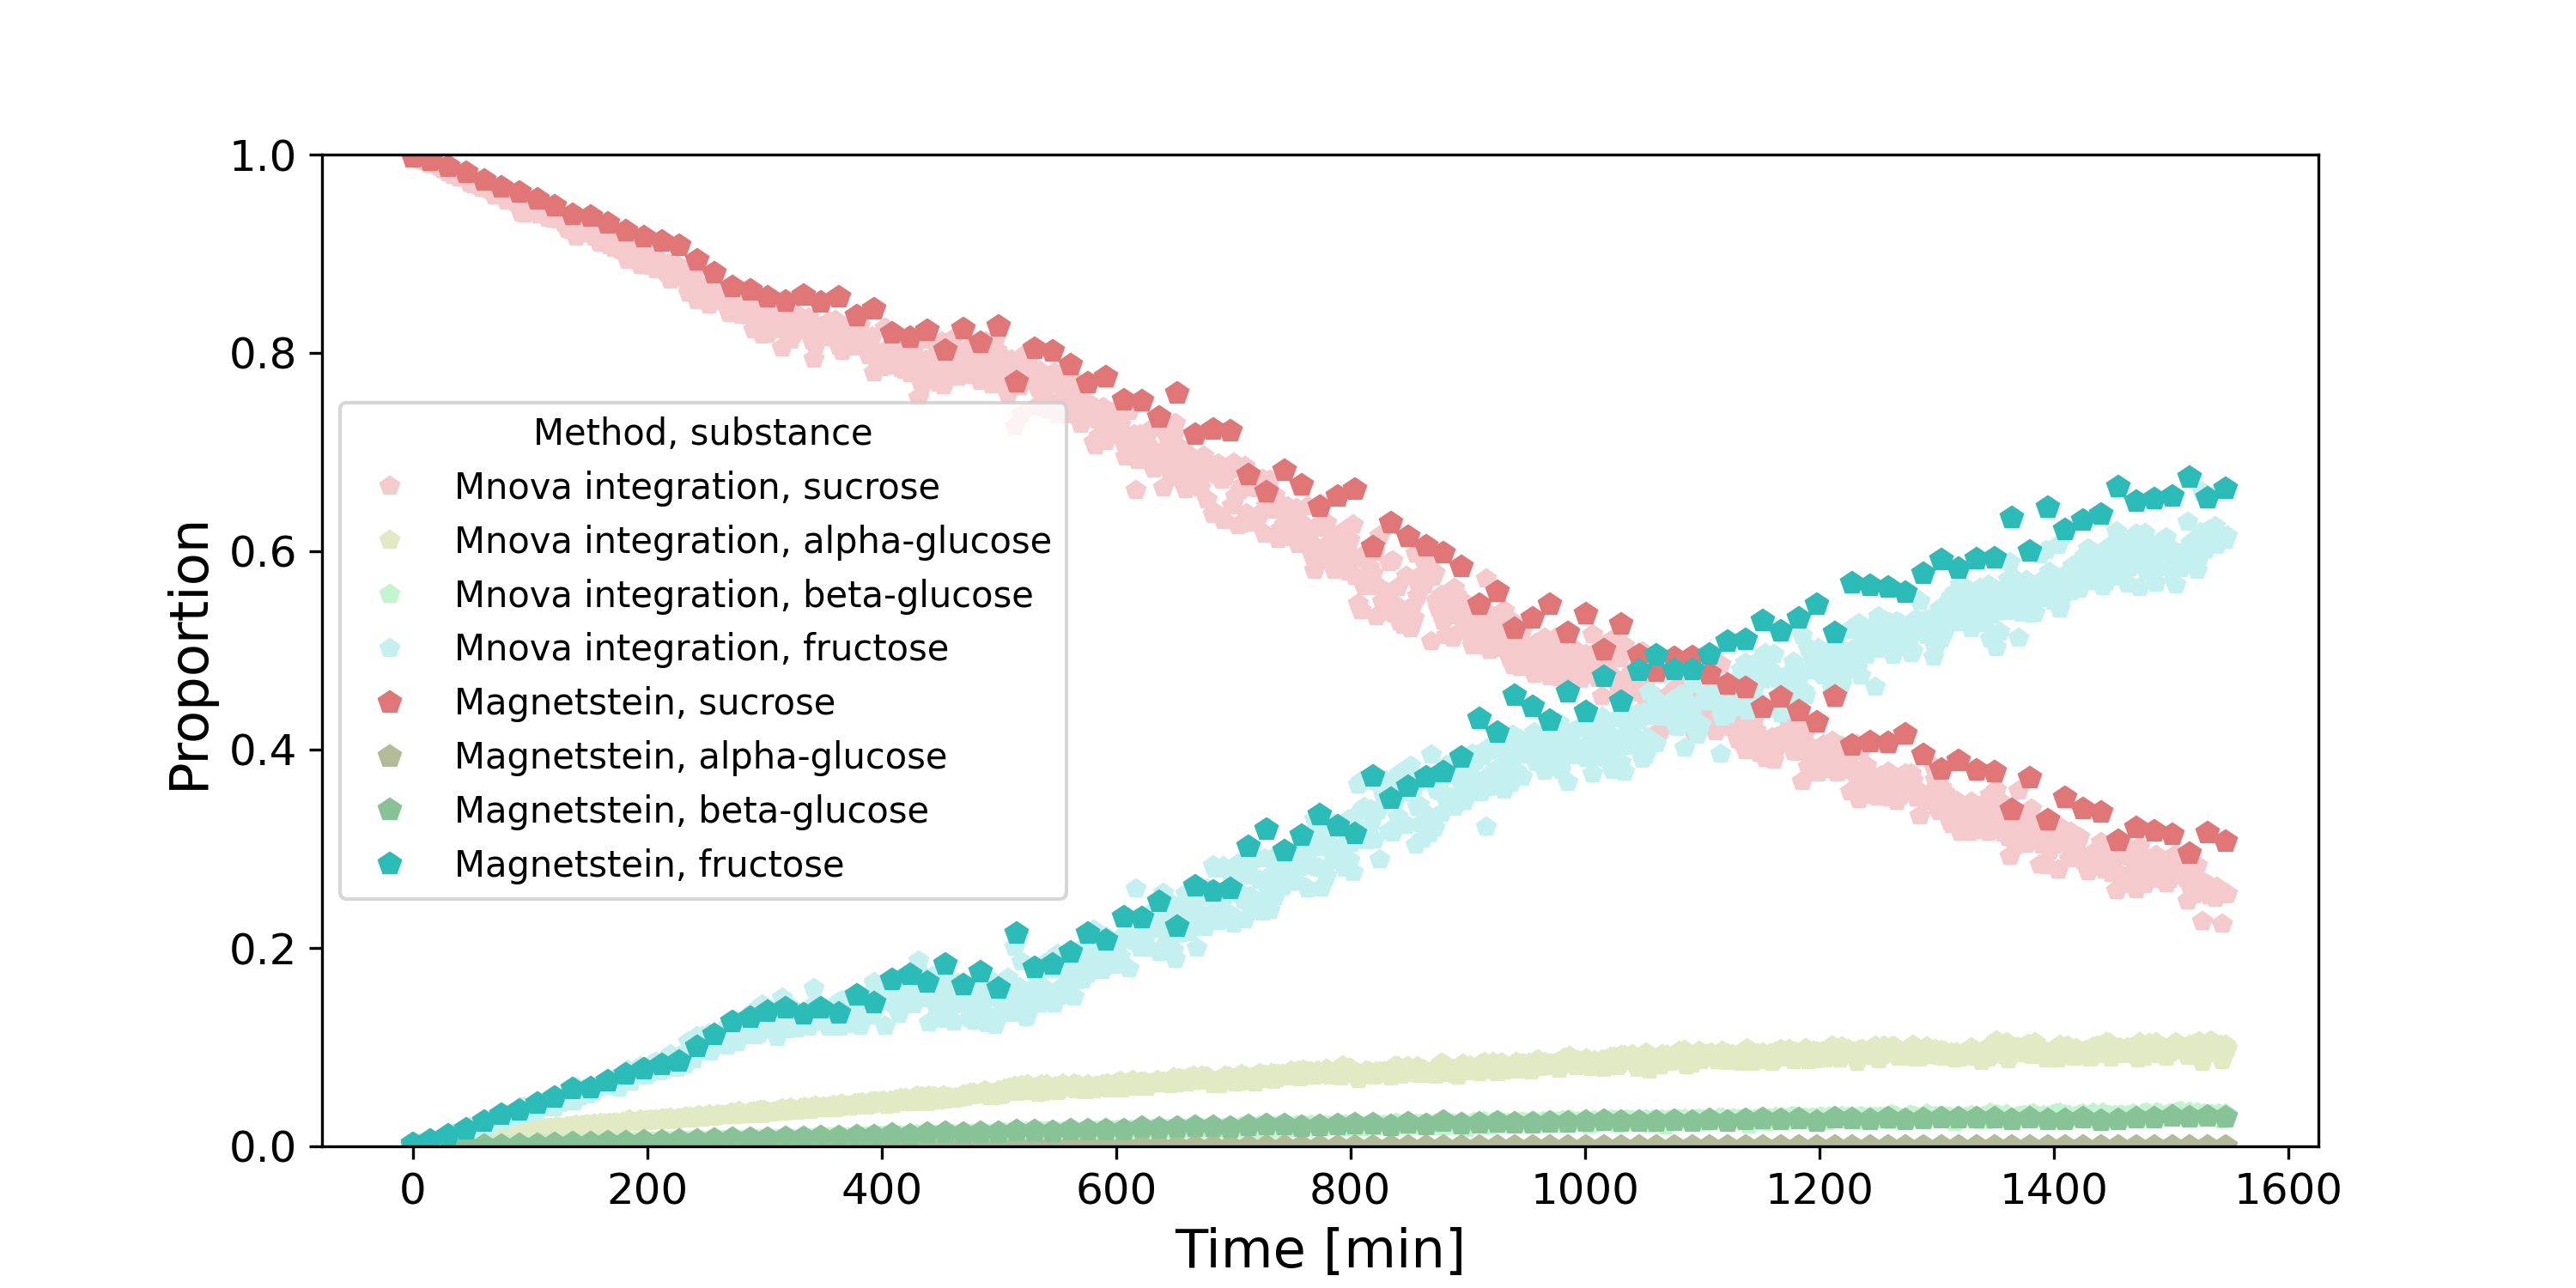 1.0
0.8
0.6
0.4
0.2
0.0
Proportion
Method, substance
Mnova integration, sucrose
Mnova integration, alpha-glucose
Mnova integration, beta-glucose
Mnova integration, fructose
Magnetstein, sucrose
Magnetstein, alpha-glucose
Magnetstein, beta-glucose
Magnetstein, fructose
0 200 400 600 800 1000 1200 1400 1600
Time [min]